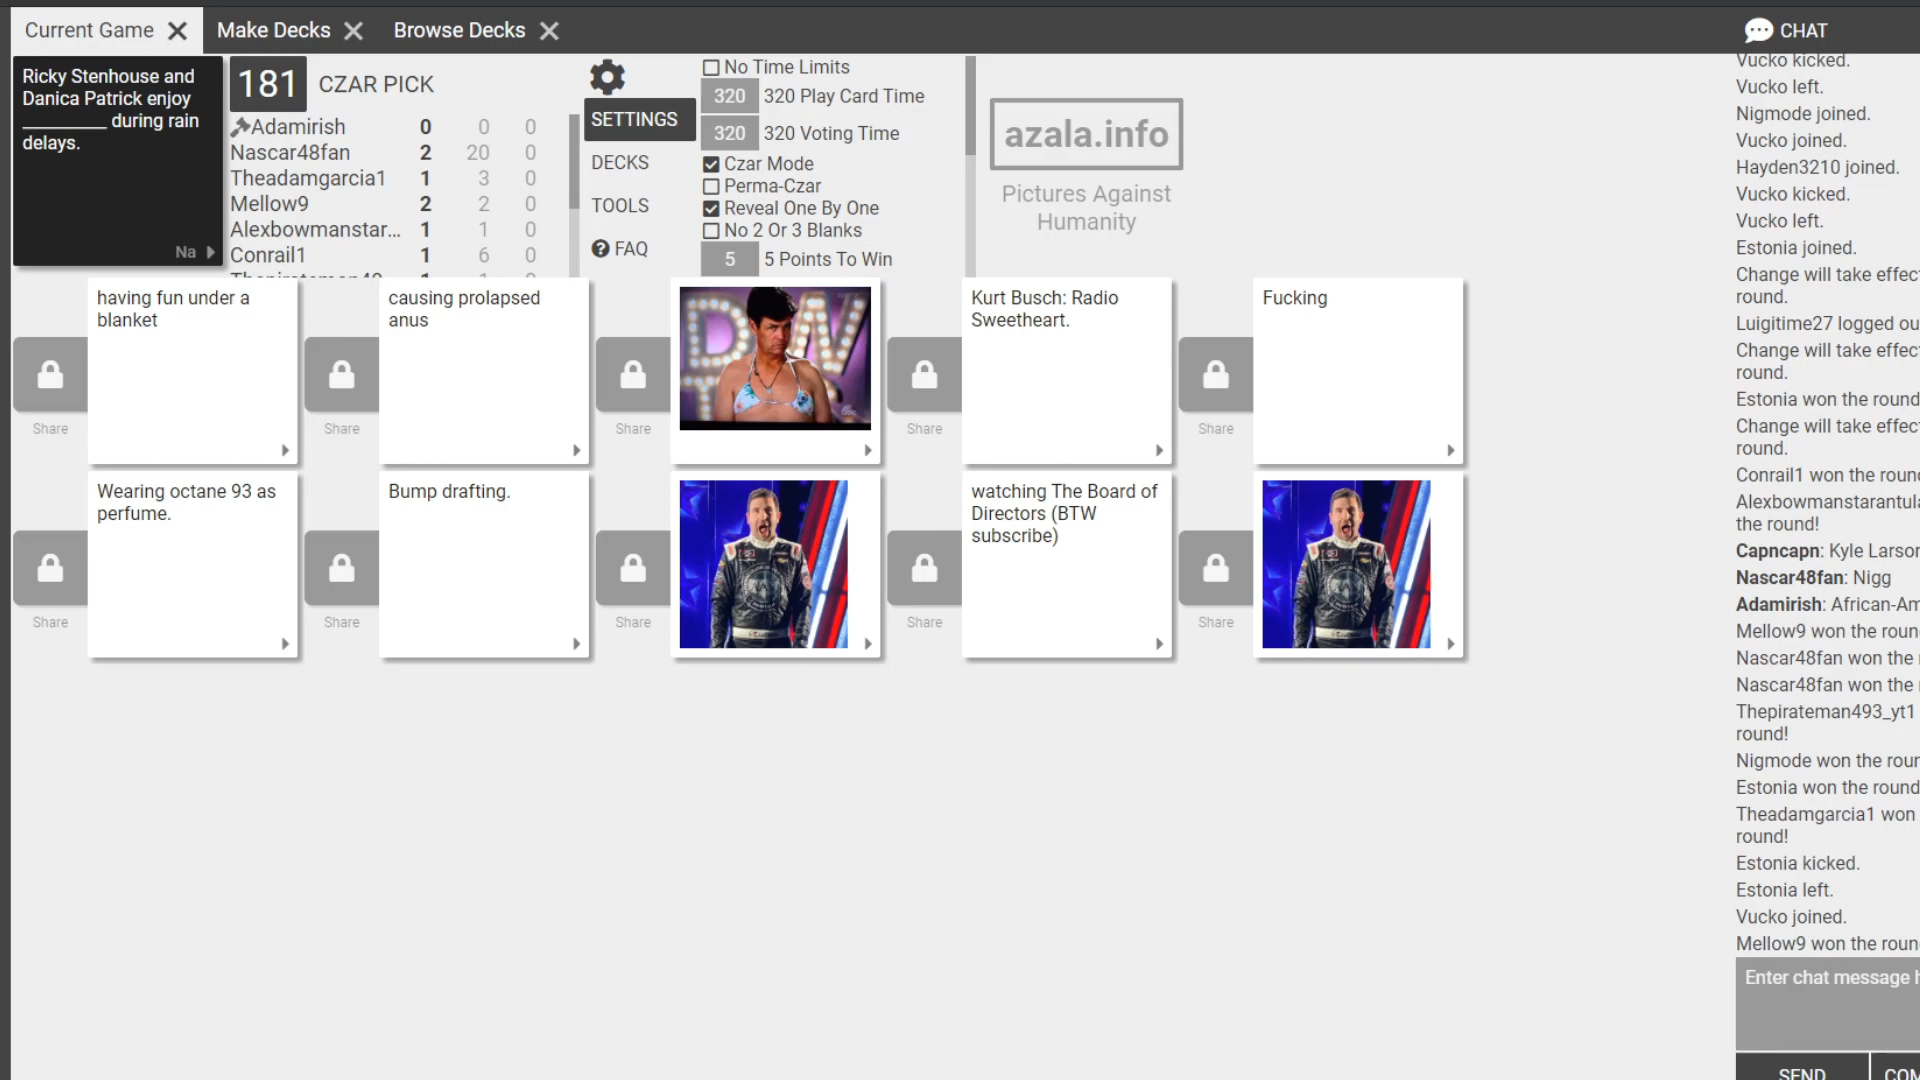 Current Game
Make Decks
Browse Decks
CHAT
Ricky Stenhouse and
Danica Patrick enjoy
_________ during rain
delays.
Na
181 CZAR PICK
Adamirish 0 0 0
Nascar48fan 2 20 0
Theadamgarcia1 1 3 0
Mellow9 2 2 0
Alexbowmanstar... 1 1 0
Conrail1 1 6 0
SETTINGS
DECKS
TOOLS
FAQ
No Time Limits
320 320 Play Card Time
320 320 Voting Time
Czar Mode
Perma-Czar
Reveal One By One
No 2 Or 3 Blanks
5 5 Points To Win
azala.info
Pictures Against
Humanity
having fun under a
blanket
Share
causing prolapsed
anus
Share
abc
Share
Kurt Busch: Radio
Sweetheart.
Share
Fucking
Share
Wearing octane 93 as
perfume.
Share
Bump drafting.
Share
Share
watching The Board of
Directors (BTW
subscribe)
Share
Share
Vucko kicked.
Vucko left.
Nigmode joined.
Vucko joined.
Hayden3210 joined.
Vucko kicked.
Vucko left.
Estonia joined.
Change will take effec
round.
Luigitime27 logged ou
Change will take effec
round.
Estonia won the round
Change will take effec
round.
Conrail1 won the roun
Alexbowmanstarantula
the round!
Capncapn: Kyle Larson
Nascar48fan: Nigg
Adamirish: African-Am
Mellow9 won the roun
Nascar48fan won the
Nascar48fan won the
Thepirateman493_yt1
round!
Nigmode won the roun
Estonia won the round
Theadamgarcia1 won
round!
Estonia kicked.
Estonia left.
Vucko joined.
Mellow9 won the roun
Enter chat message h
SEND